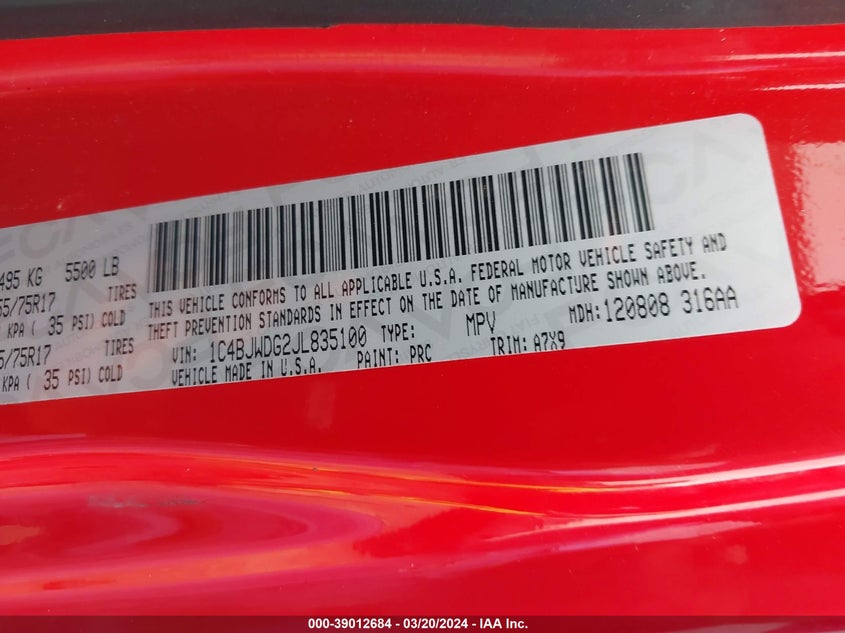 495 KG 5500 LB
55/75R17 TIRES
KPA ( 35 PSI) COLD
5/75R17 TIRES
KPA ( 35 PSI) COLD
THIS VEHICLE CONFORMS TO ALL APPLICABLE U.S.A. FEDERAL MOTOR VEHICLE SAFETY AND
THEFT PREVENTION STANDARDS IN EFFECT ON THE DATE OF MANUFACTURE SHOWN ABOVE.
VIN: 1C4BJWDG2JL835100 TYPE: MPV MDH: 120808 316AA
VEHICLE MADE IN U.S.A. PAINT: PRC TRIM: A7X9
000-39012684 - 03/20/2024 - IAA Inc.